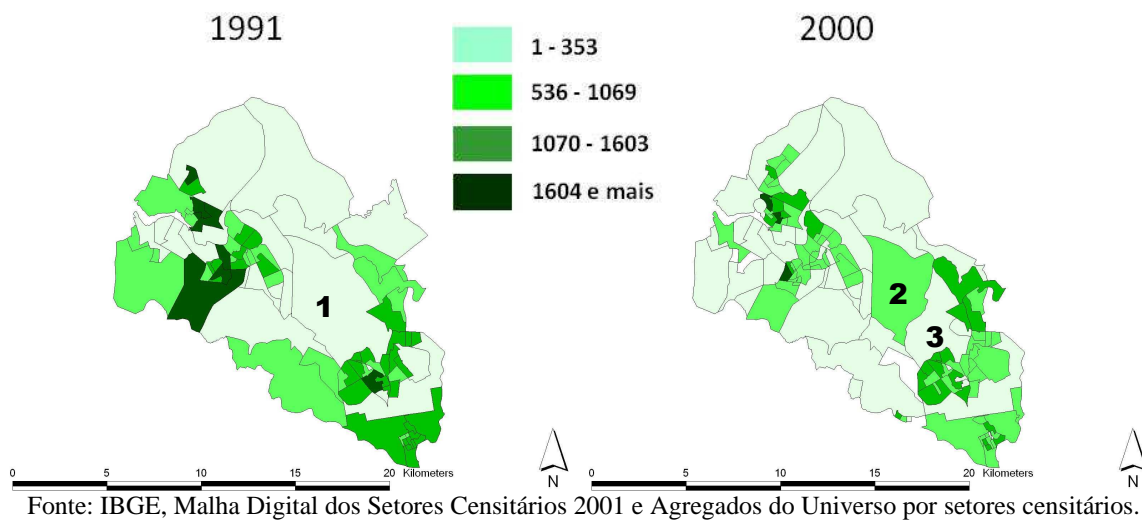 1991
2000
1 - 353
536 - 1069
1070 - 1603
1604 e mais
1
2
3
0 5 10 15 20 Kilometers
N
0 5 10 15 20 Kilometers
N
Fonte: IBGE, Malha Digital dos Setores Censitários 2001 e Agregados do Universo por setores censitários.